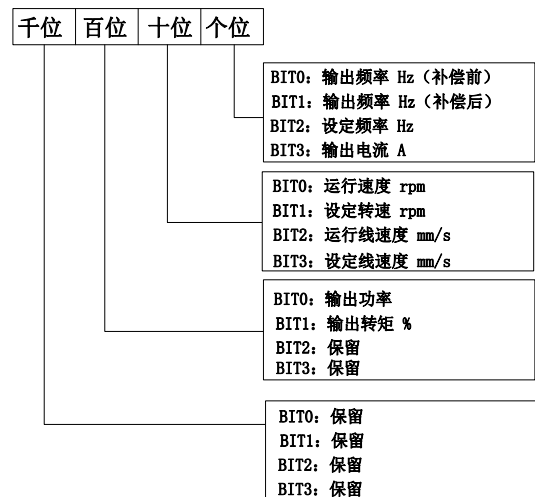 千位 百位 十位 个位
BIT0: 输出频率 Hz（补偿前）
BIT1: 输出频率 Hz（补偿后）
BIT2: 设定频率 Hz
BIT3: 输出电流 A
BIT0: 运行速度 rpm
BIT1: 设定转速 rpm
BIT2: 运行线速度 mm/s
BIT3: 设定线速度 mm/s
BIT0: 输出功率
BIT1: 输出转矩 %
BIT2: 保留
BIT3: 保留
BIT0: 保留
BIT1: 保留
BIT2: 保留
BIT3: 保留